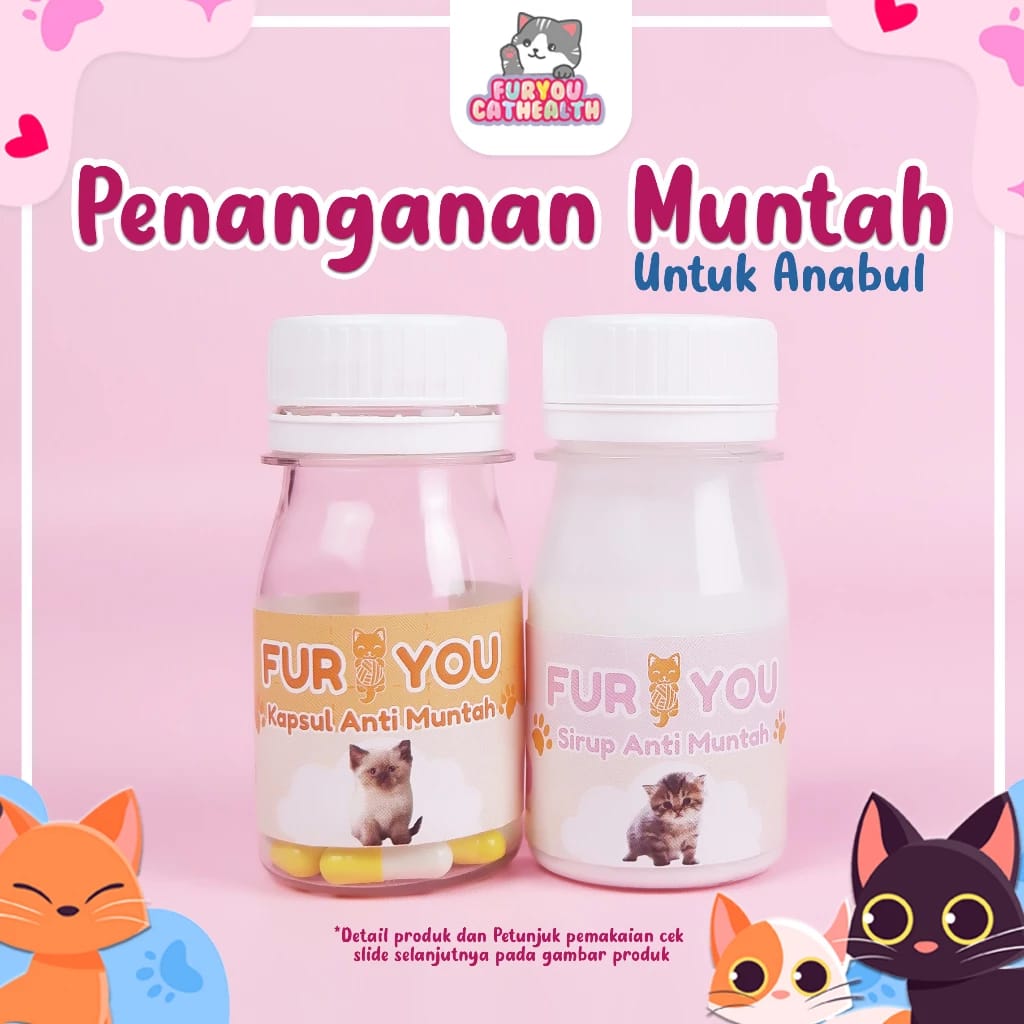 FURYOU
CATHEALTH
Penanganan Muntah
Untuk Anabul
FUR YOU
Kapsul Anti Muntah
FUR YOU
Sirup Anti Muntah
*Detail produk dan Petunjuk pemakaian cek
slide selanjutnya pada gambar produk